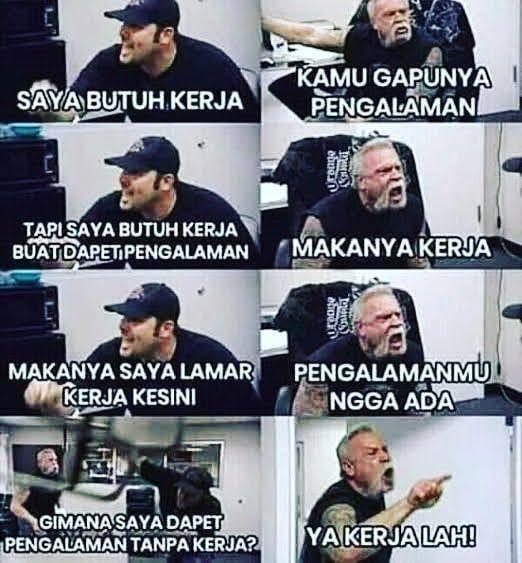 SAYA BUTUH KERJA
KAMU GAPUNYA
PENGALAMAN
TAPI SAYA BUTUH KERJA
BUAT DAPET PENGALAMAN
MAKANYA KERJA
MAKANYA SAYA LAMAR
KERJA KESINI
PENGALAMANMU
NGGA ADA
GIMANA SAYA DAPET
PENGALAMAN TANPA KERJA?
YA KERJA LAH!